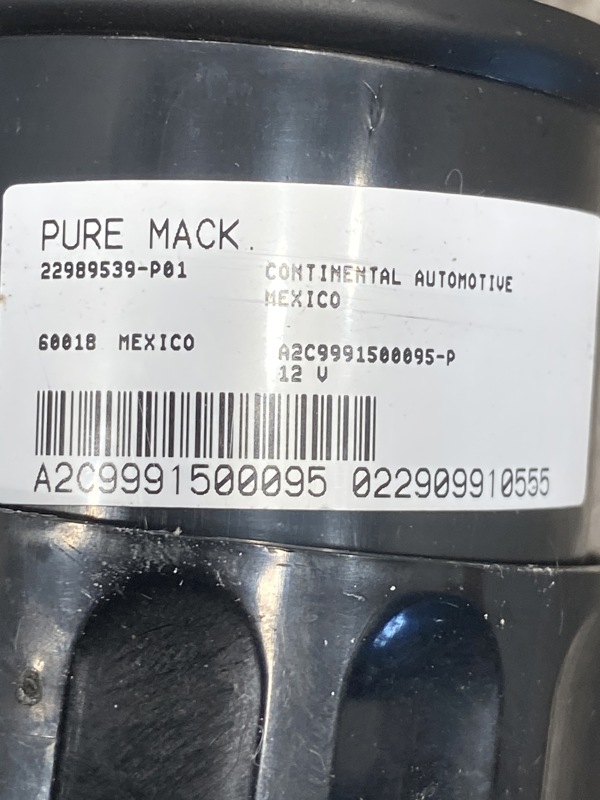 PURE MACK.
22989539-P01
CONTINENTAL AUTOMOTIVE
MEXICO
60018 MEXICO
A2C9991500095-P
12 V
A2C9991500095 022909910555